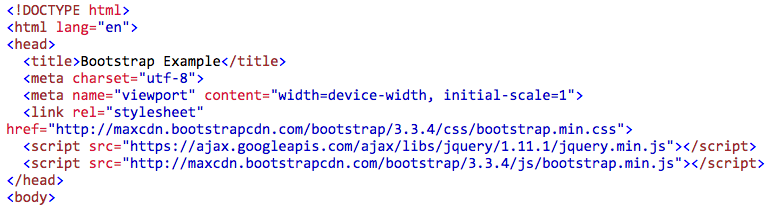 <!DOCTYPE html>
<html lang="en">
<head>
  <title>Bootstrap Example</title>
  <meta charset="utf-8">
  <meta name="viewport" content="width=device-width, initial-scale=1">
  <link rel="stylesheet"
href="http://maxcdn.bootstrapcdn.com/bootstrap/3.3.4/css/bootstrap.min.css">
  <script src="https://ajax.googleapis.com/ajax/libs/jquery/1.11.1/jquery.min.js"></script>
  <script src="http://maxcdn.bootstrapcdn.com/bootstrap/3.3.4/js/bootstrap.min.js"></script>
</head>
<body>